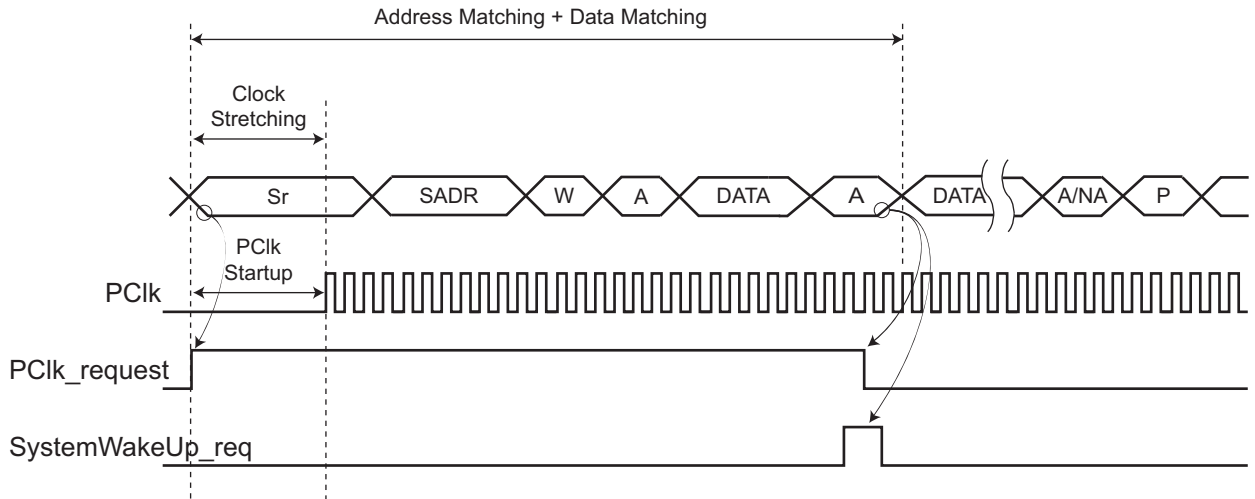 Address Matching + Data Matching
Clock
Stretching
Sr
SADR
W
A
DATA
A
DATA
A/NA
P
PClk
Startup
PClk
PClk_request
SystemWakeUp_req